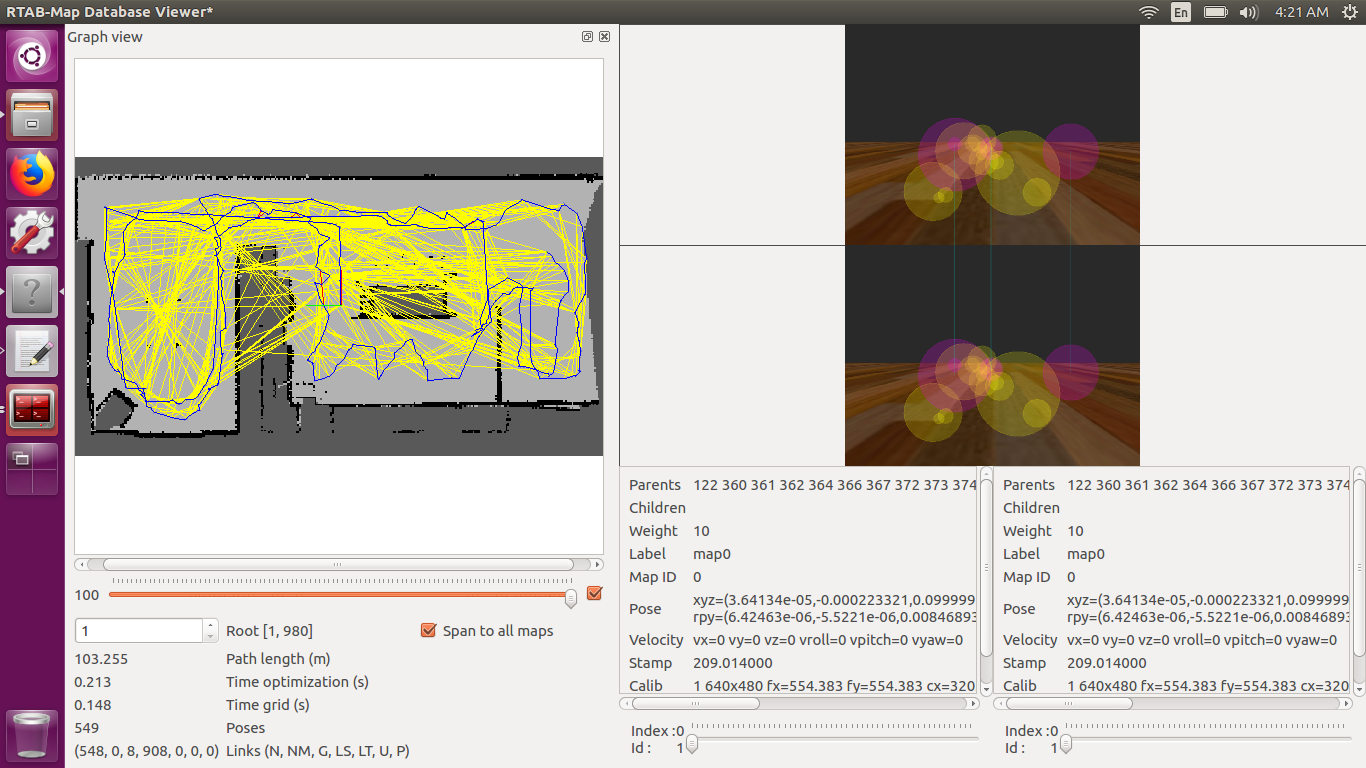 RTAB-Map Database Viewer*
En
4:21 AM
Graph view
100
1
Root [1, 980]
Span to all maps
103.255 Path length (m)
0.213 Time optimization (s)
0.148 Time grid (s)
549 Poses
(548, 0, 8, 908, 0, 0, 0) Links (N, NM, G, LS, LT, U, P)
Parents 122 360 361 362 364 366 367 372 373 374
Children
Weight 10
Label map0
Map ID 0
Pose xyz=(3.64134e-05,-0.000223321,0.099999
rpy=(6.42463e-06,-5.5221e-06,0.00846893
Velocity vx=0 vy=0 vz=0 vroll=0 vpitch=0 vyaw=0
Stamp 209.014000
Calib 1 640x480 fx=554.383 fy=554.383 cx=320
Index :0
Id : 1
Parents 122 360 361 362 364 366 367 372 373 374
Children
Weight 10
Label map0
Map ID 0
Pose xyz=(3.64134e-05,-0.000223321,0.099999
rpy=(6.42463e-06,-5.5221e-06,0.00846893
Velocity vx=0 vy=0 vz=0 vroll=0 vpitch=0 vyaw=0
Stamp 209.014000
Calib 1 640x480 fx=554.383 fy=554.383 cx=320
Index :0
Id : 1